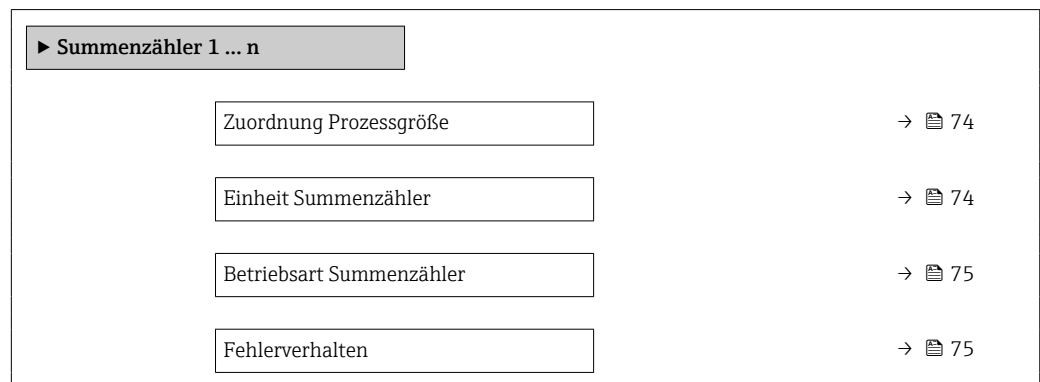 ▶ Summenzähler 1 ... n
Zuordnung Prozessgröße → 74
Einheit Summenzähler → 74
Betriebsart Summenzähler → 75
Fehlerverhalten → 75